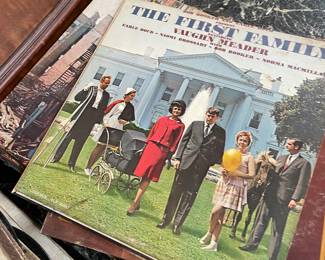 THE FIRST FAMILY
VAUGHN MEADER
EARLE DOUD • NAOMI BROSSART • BOB BOOKER • NORMA MACMILLAN